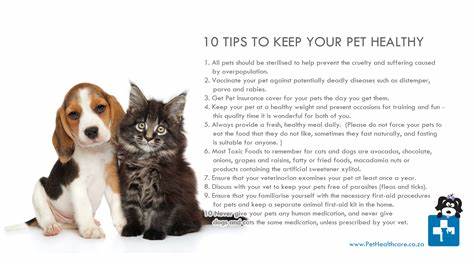 10 TIPS TO KEEP YOUR PET HEALTHY
1. All pets should be sterilised to help prevent the cruelty and suffering caused
by overpopulation.
2. Vaccinate your pet against potentially deadly diseases such as distemper,
parvo and rabies.
3. Get Pet Insurance cover for your pets the day you get them.
4. Keep your pet at a healthy weight and present occasions for training and fun -
this quality time it is wonderful for both of you.
5. Always provide a fresh, healthy meal daily. (Please do not force your pets to
eat the food that they do not like, sometimes they fast naturally, and fasting
is suitable for anyone. )
6. Most Toxic Foods to remember for cats and dogs are avocados, chocolate,
onions, grapes and raisins, fatty or fried foods, macadamia nuts or
products containing the artificial sweetener xylitol.
7. Ensure that your veterinarian examines your pet at least once a year.
8. Discuss with your vet to keep your pets free of parasites (fleas and ticks).
9. Ensure that you familiarise yourself with the necessary first-aid procedures
for pets and keep a separate animal first-aid kit in the home.
10.Never give your pets any human medication, and never give
dogs and cats the same medication, unless prescribed by your vet.
www.PetHealthcare.co.za